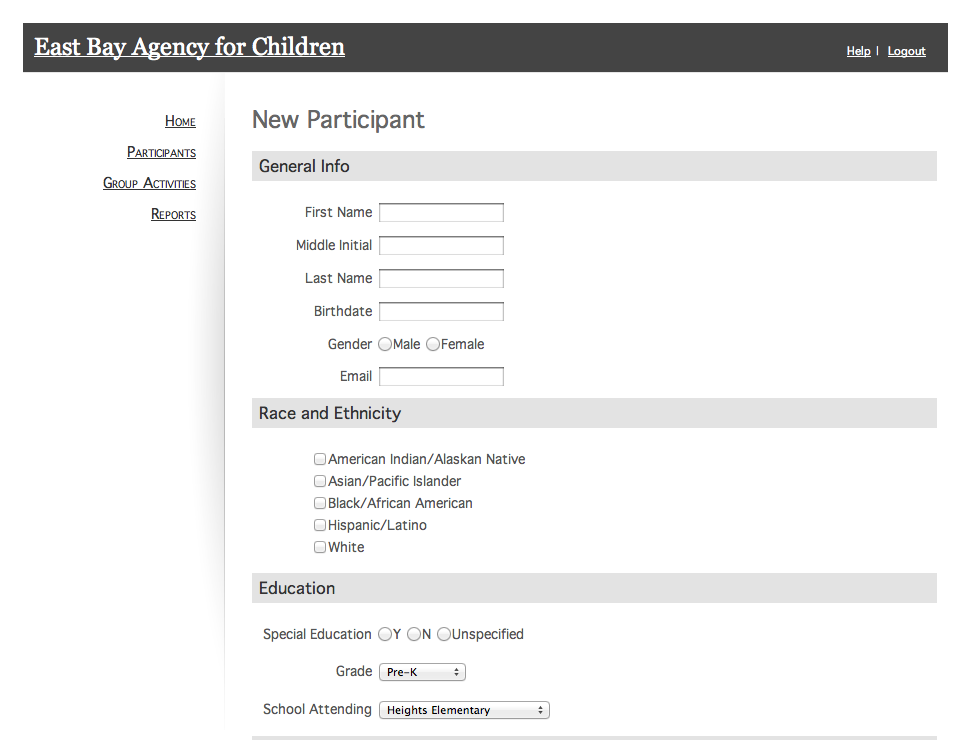 East Bay Agency for Children
Help | Logout
Home
Participants
Group Activities
Reports
New Participant
General Info
First Name
Middle Initial
Last Name
Birthdate
Gender Male Female
Email
Race and Ethnicity
American Indian/Alaskan Native
Asian/Pacific Islander
Black/African American
Hispanic/Latino
White
Education
Special Education Y N Unspecified
Grade Pre-K
School Attending Heights Elementary